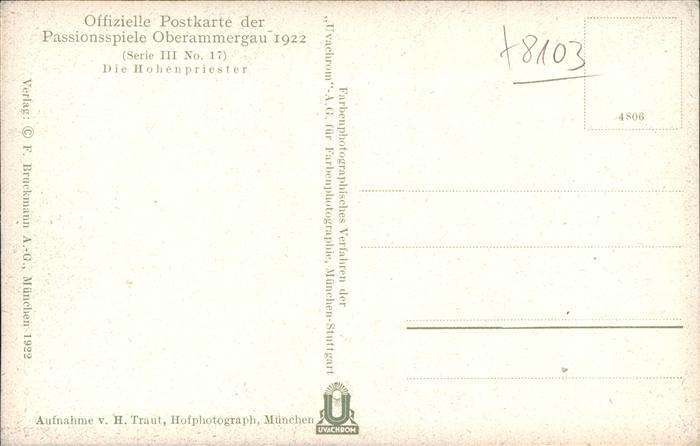 Offizielle Postkarte der
Passionsspiele Oberammergau 1922
(Serie III No. 17)
Die Hohenpriester
Verlag: © F. Bruckmann A.-G., München 1922
Aufnahme v. H. Traut, Hofphotograph, München
Farbenphotographisches Verfahren der
„Uvachrom“-A.G. für Farbenphotographie, München-Stuttgart
U
UVACHROM
8103
4806